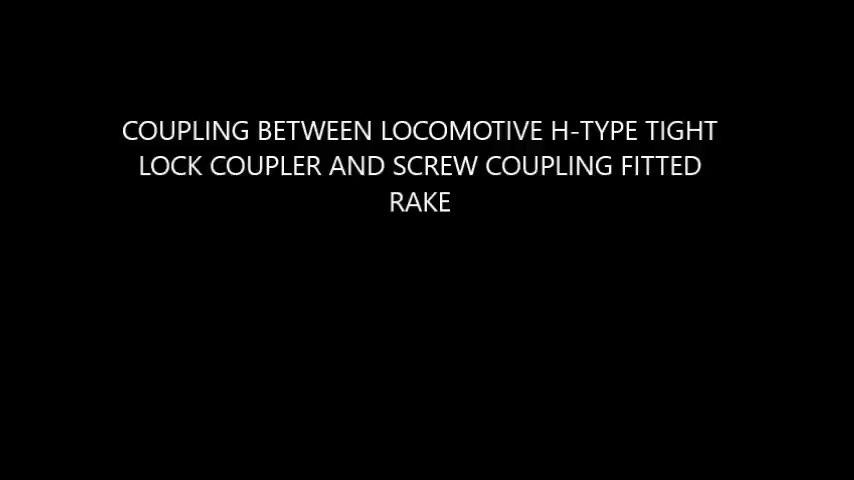 COUPLING BETWEEN LOCOMOTIVE H-TYPE TIGHT
LOCK COUPLER AND SCREW COUPLING FITTED
RAKE